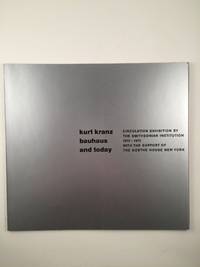 kurt kranz
bauhaus
and today
CIRCULATION EXHIBITION BY
THE SMITHSONIAN INSTITUTION
1972 - 1973
WITH THE SUPPORT OF
THE GOETHE HOUSE NEW YORK